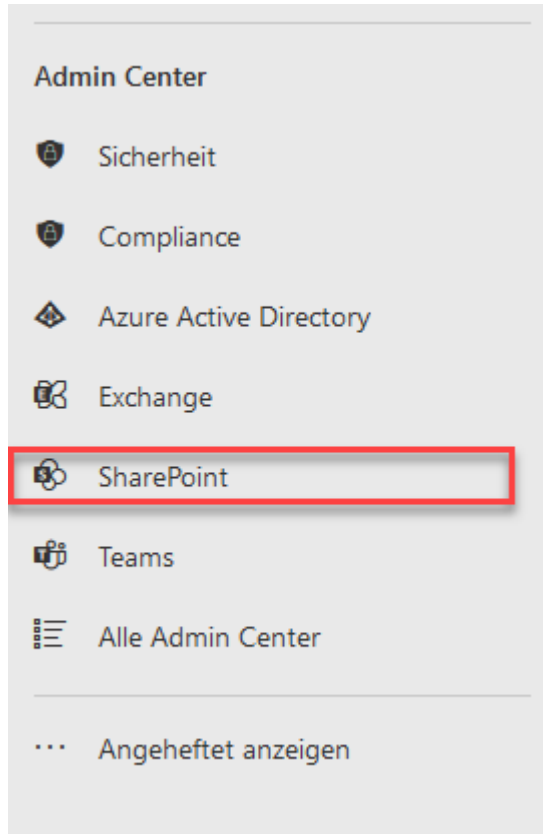 Admin Center
Sicherheit
Compliance
Azure Active Directory
Exchange
SharePoint
Teams
Alle Admin Center
Angeheftet anzeigen